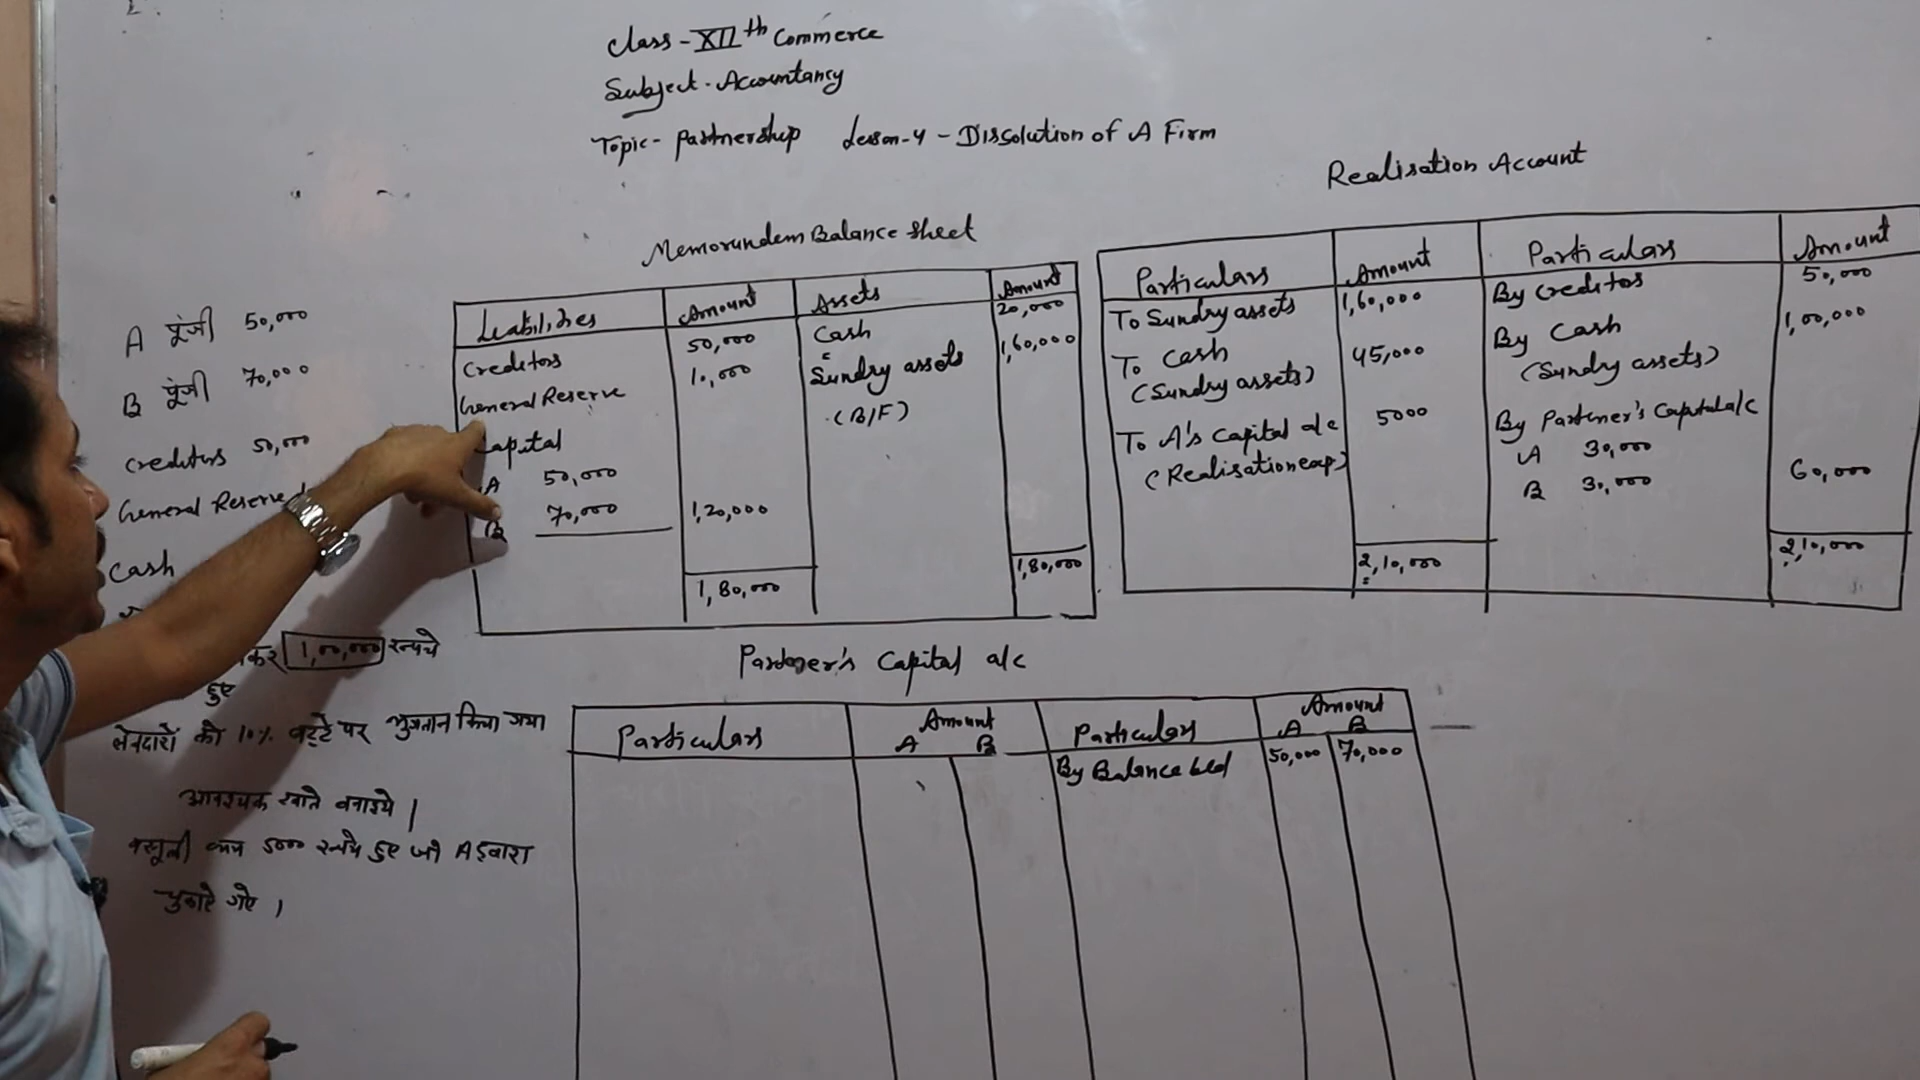 Class - XII th Commerce
Subject - Accountancy
Topic - Partnership Lesson-4 - Dissolution of A Firm
A पूंजी 50,000
B पूंजी 70,000
Creditors 50,000
General Reserve
Cash
1,00,000 रूपये
हुए
लेनदारों को 10% बट्टे पर भुगतान किया गया
आवश्यक खाते बनाइये |
वसूली व्यय 5000 रूपये हुए जो A द्वारा
चुकाए गए |
Memorundem Balance Sheet
Liabilities Amount Assets Amount
Creditors 50,000 Cash 20,000
General Reserve 10,000 Sundry assets 1,60,000
(B/F)
Capital
A 50,000
B 70,000 1,20,000
1,80,000 1,80,000
Realisation Account
Particulars Amount Particulars Amount
To Sundry assets 1,60,000 By Creditos 50,000
To Cash 45,000 By Cash 1,00,000
(Sundry assets) (Sundry assets)
To A's Capital a/c 5000 By Partener's Capital a/c
(Realisation exp) A 30,000
B 30,000 60,000
2,10,000 2,10,000
Partner's Capital a/c
Particulars Amount Particulars Amount
A B A B
By Balance b/d 50,000 70,000